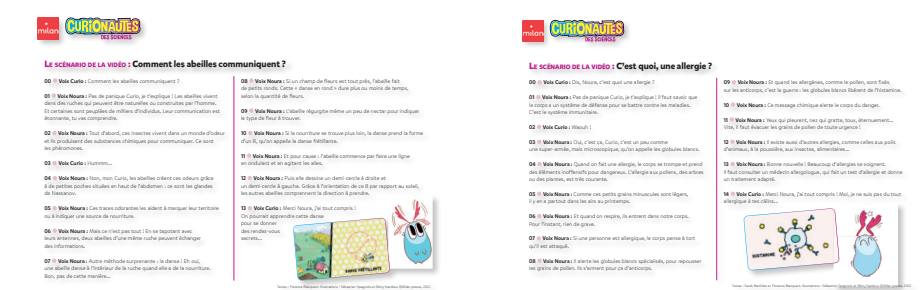 milan
CURIONAUTES
DES SCIENCES
LE SCÉNARIO DE LA VIDÉO : Comment les abeilles communiquent ?
00 Voix Curio : Comment les abeilles communiquent ?
01 Voix Noura : Pas de panique Curio, je t'explique ! Les abeilles vivent
dans des ruches qui peuvent être naturelles ou construites par l'homme.
Et certaines sont peuplées de milliers d'individus. Leur communication est
étonnante, tu vas comprendre.
02 Voix Noura : Tout d'abord, ces insectes vivent dans un monde d'odeur
et ils produisent des substances chimiques pour communiquer. Ce sont
les phéromones.
03 Voix Curio : Hummm...
04 Voix Noura : Non, mon Curio, les abeilles créent ces odeurs grâce
à de petites poches situées en haut de l'abdomen : ce sont les glandes
de Nassanov.
05 Voix Noura : Ces traces odorantes les aident à marquer leur territoire
ou à indiquer une source de nourriture.
06 Voix Noura : Mais ce n'est pas tout ! En se tapotant avec
leurs antennes, deux abeilles d'une même ruche peuvent échanger
des informations.
07 Voix Noura : Autre méthode surprenante : la danse ! Eh oui,
une abeille danse à l'intérieur de la ruche quand elle a de la nourriture.
Bon, pas de cette manière...
08 Voix Noura : Si un champ de fleurs est tout près, l'abeille fait
de petits ronds. Cette « danse en rond » dure plus ou moins de temps,
selon la quantité de fleurs.
09 Voix Noura : L'abeille régurgite même un peu de nectar pour indiquer
le type de fleur à trouver.
10 Voix Noura : Si la nourriture se trouve plus loin, la danse prend la forme
d'un 8, qu'on appelle la danse frétillante.
11 Voix Noura : Et pour cause : l'abeille commence par faire une ligne
en ondulant et en agitant les ailes.
12 Voix Noura : Puis elle dessine un demi-cercle à droite et
un demi-cercle à gauche. Grâce à l'orientation de ce 8 par rapport au soleil,
les autres abeilles comprennent la direction à prendre.
13 Voix Curio : Merci Noura, j'ai tout compris !
On pourrait apprendre cette danse
pour se donner
des rendez-vous
secrets...
DANSE FRÉTILLANTE
milan
CURIONAUTES
DES SCIENCES
LE SCÉNARIO DE LA VIDÉO : C'est quoi, une allergie ?
00 Voix Curio : Dis, Noura, c'est quoi une allergie ?
01 Voix Noura : Pas de panique Curio, je t'explique ! Il faut savoir que
le corps a un système de défense pour se battre contre les maladies.
C'est le système immunitaire.
02 Voix Curio : Waouh !
03 Voix Noura : Oui, c'est ça, Curio, c'est un peu comme
une super-armée, mais microscopique, qu'on appelle les globules blancs.
04 Voix Noura : Quand on fait une allergie, le corps se trompe et prend
des éléments inoffensifs pour dangereux. L'allergie aux pollens, des arbres
ou des plantes, est très courante.
05 Voix Noura : Comme ces petits grains minuscules sont légers,
il y en a partout dans les airs au printemps.
06 Voix Noura : Et quand on respire, ils entrent dans notre corps.
Pour l'instant, rien de grave.
07 Voix Noura : Si une personne est allergique, le corps pense à tort
qu'il est attaqué.
08 Voix Noura : Il alerte les globules blancs spécialisés, pour repousser
les grains de pollen. Ils s'arment pour ça d'anticorps.
09 Voix Noura : Et quand les allergènes, comme le pollen, sont fixés
sur les anticorps, c'est la guerre : les globules blancs libèrent de l'histamine.
10 Voix Noura : Ce message chimique alerte le corps du danger.
11 Voix Noura : Yeux qui pleurent, nez qui gratte, toux, éternuement...
Vite, il faut évacuer les grains de pollen de toute urgence !
12 Voix Noura : Il existe aussi d'autres allergies, comme celles aux poils
d'animaux, à la poussière, aux insectes, alimentaires...
13 Voix Noura : Bonne nouvelle ! Beaucoup d'allergies se soignent.
Il faut consulter un médecin allergologue, qui fait un test d'allergie et donne
un traitement adapté.
14 Voix Curio : Merci Noura, j'ai tout compris ! Moi, je ne suis pas du tout
allergique à tes câlins...
HISTAMINE